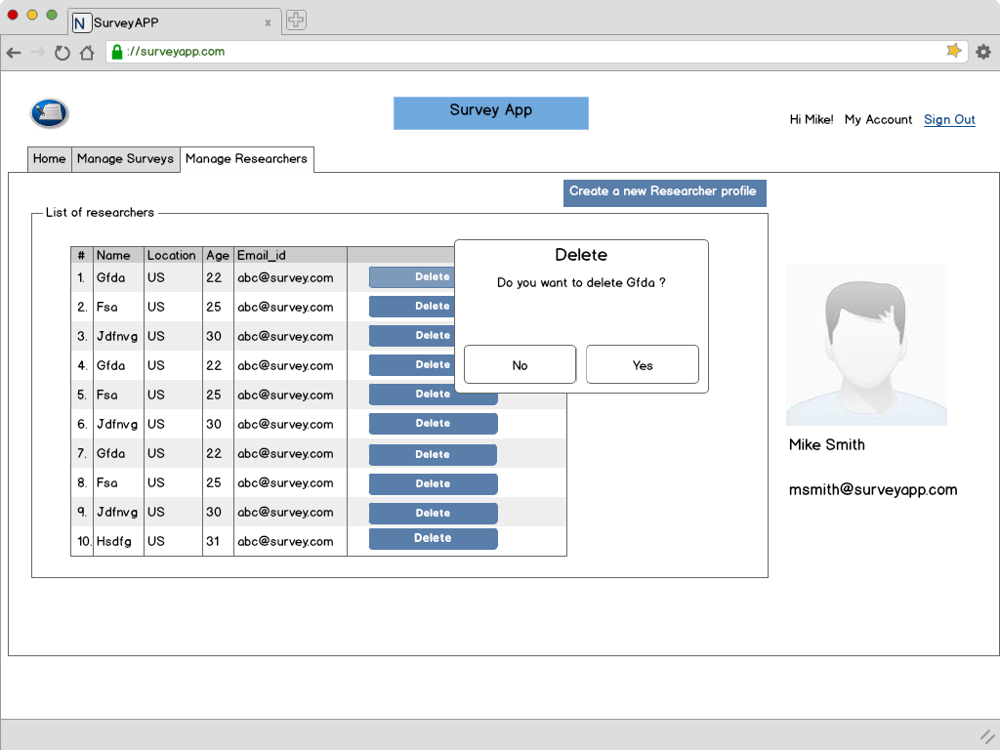 N SurveyAPP x
://surveyapp.com
Survey App
Hi Mike! My Account Sign Out
Home Manage Surveys Manage Researchers
Create a new Researcher profile
List of researchers
# Name Location Age Email_id
1. Gfda US 22 abc@survey.com Delete
2. Fsa US 25 abc@survey.com Delete
3. Jdfnvg US 30 abc@survey.com Delete
4. Gfda US 22 abc@survey.com Delete
5. Fsa US 25 abc@survey.com Delete
6. Jdfnvg US 30 abc@survey.com Delete
7. Gfda US 22 abc@survey.com Delete
8. Fsa US 25 abc@survey.com Delete
9. Jdfnvg US 30 abc@survey.com Delete
10. Hsdfg US 31 abc@survey.com Delete
Delete
Do you want to delete Gfda ?
No Yes
Mike Smith
msmith@surveyapp.com